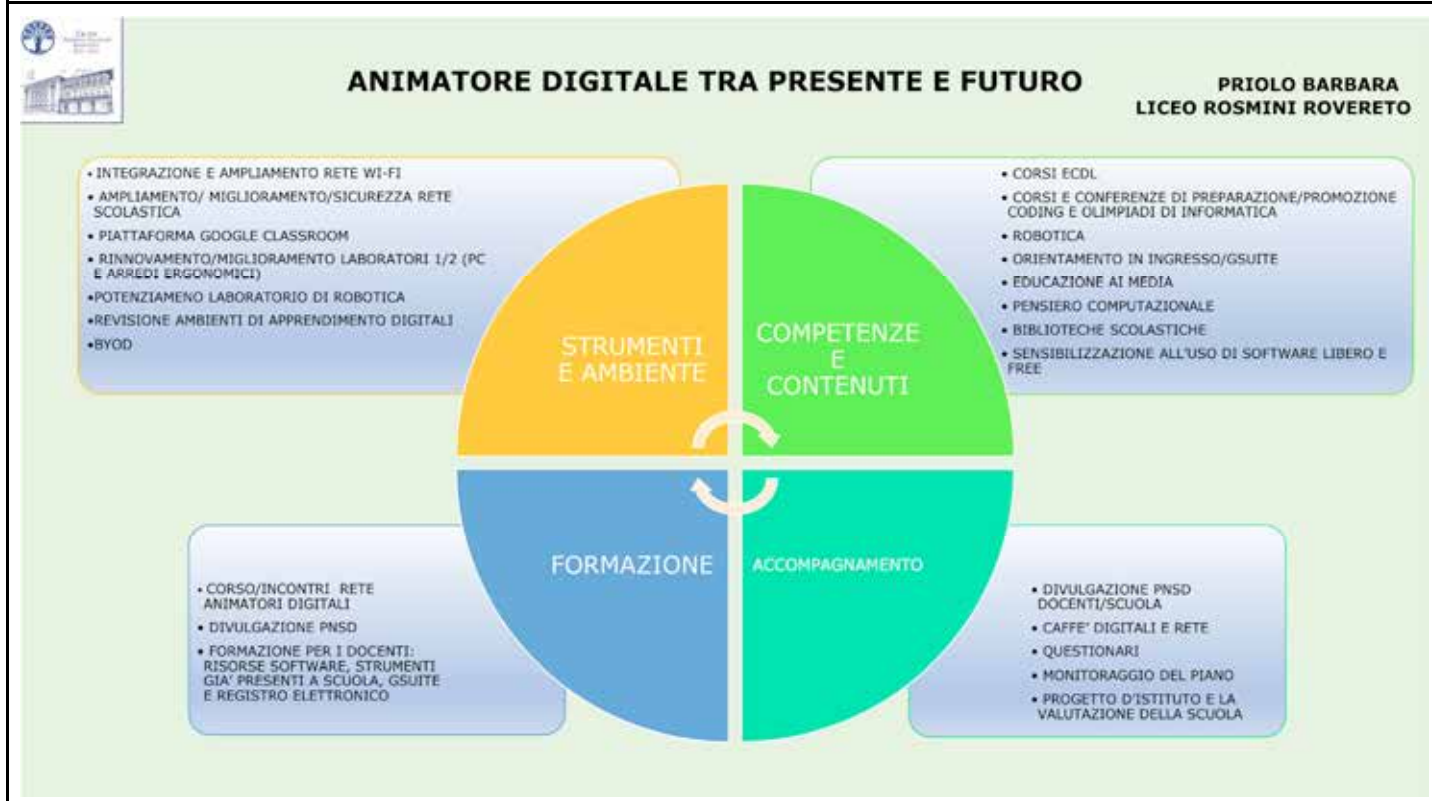 ANIMATORE DIGITALE TRA PRESENTE E FUTURO
PRIOLO BARBARA
LICEO ROSMINI ROVERETO
• INTEGRAZIONE E AMPLIAMENTO RETE WI-FI
• AMPLIAMENTO/ MIGLIORAMENTO/SICUREZZA RETE
SCOLASTICA
• PIATTAFORMA GOOGLE CLASSROOM
• RINNOVAMENTO/MIGLIORAMENTO LABORATORI 1/2 (PC
E ARREDI ERGONOMICI)
•POTENZIAMENO LABORATORIO DI ROBOTICA
•REVISIONE AMBIENTI DI APPRENDIMENTO DIGITALI
•BYOD
STRUMENTI
E AMBIENTE
• CORSI ECDL
• CORSI E CONFERENZE DI PREPARAZIONE/PROMOZIONE
CODING E OLIMPIADI DI INFORMATICA
• ROBOTICA
• ORIENTAMENTO IN INGRESSO/GSUITE
• EDUCAZIONE AI MEDIA
• PENSIERO COMPUTAZIONALE
• BIBLIOTECHE SCOLASTICHE
• SENSIBILIZZAZIONE ALL'USO DI SOFTWARE LIBERO E
FREE
COMPETENZE
E
CONTENUTI
• CORSO/INCONTRI RETE
ANIMATORI DIGITALI
• DIVULGAZIONE PNSD
• FORMAZIONE PER I DOCENTI:
RISORSE SOFTWARE, STRUMENTI
GIA' PRESENTI A SCUOLA, GSUITE
E REGISTRO ELETTRONICO
FORMAZIONE
ACCOMPAGNAMENTO
• DIVULGAZIONE PNSD
DOCENTI/SCUOLA
• CAFFE' DIGITALI E RETE
• QUESTIONARI
• MONITORAGGIO DEL PIANO
• PROGETTO D'ISTITUTO E LA
VALUTAZIONE DELLA SCUOLA